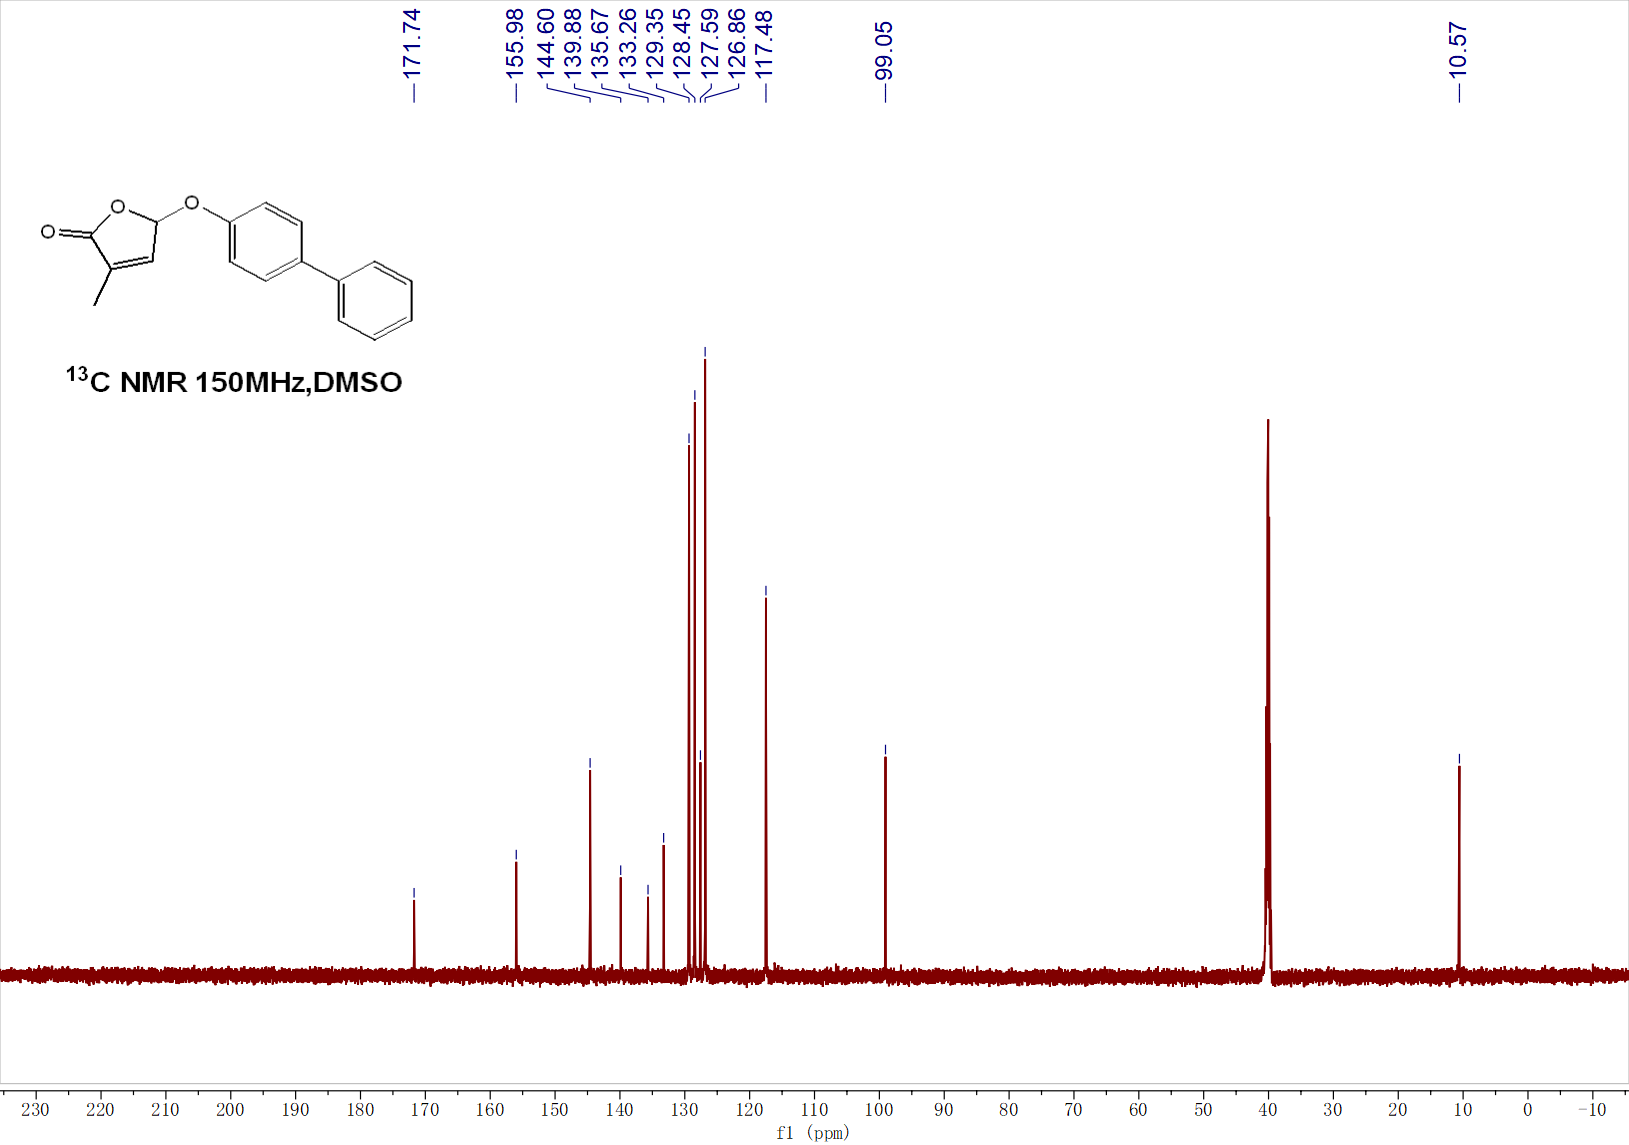 —171.74
—155.98
144.60
139.88
135.67
133.26
129.35
128.45
127.59
126.86
—117.48
—99.05
—10.57
O
O
O
¹³C NMR 150MHz,DMSO
230 220 210 200 190 180 170 160 150 140 130 120 110 100 90 80 70 60 50 40 30 20 10 0 -10
f1 (ppm)